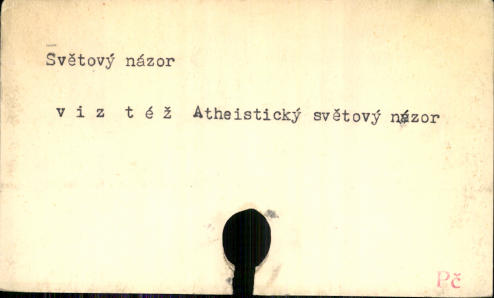 Světový názor
v i z  t é ž  Atheistický světový názor
Pč